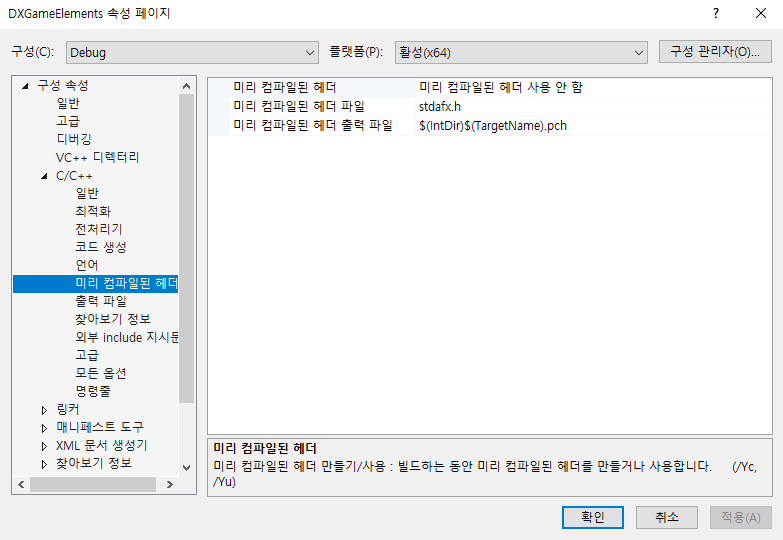 DXGameElements 속성 페이지
구성(C): Debug 플랫폼(P): 활성(x64) 구성 관리자(O)...
구성 속성
일반
고급
디버깅
VC++ 디렉터리
C/C++
일반
최적화
전처리기
코드 생성
언어
미리 컴파일된 헤더
출력 파일
찾아보기 정보
외부 include 지시문
고급
모든 옵션
명령줄
링커
매니페스트 도구
XML 문서 생성기
찾아보기 정보
미리 컴파일된 헤더 미리 컴파일된 헤더 사용 안 함
미리 컴파일된 헤더 파일 stdafx.h
미리 컴파일된 헤더 출력 파일 $(IntDir)$(TargetName).pch
미리 컴파일된 헤더
미리 컴파일된 헤더 만들기/사용 : 빌드하는 동안 미리 컴파일된 헤더를 만들거나 사용합니다. (/Yc,
/Yu)
확인 취소 적용(A)